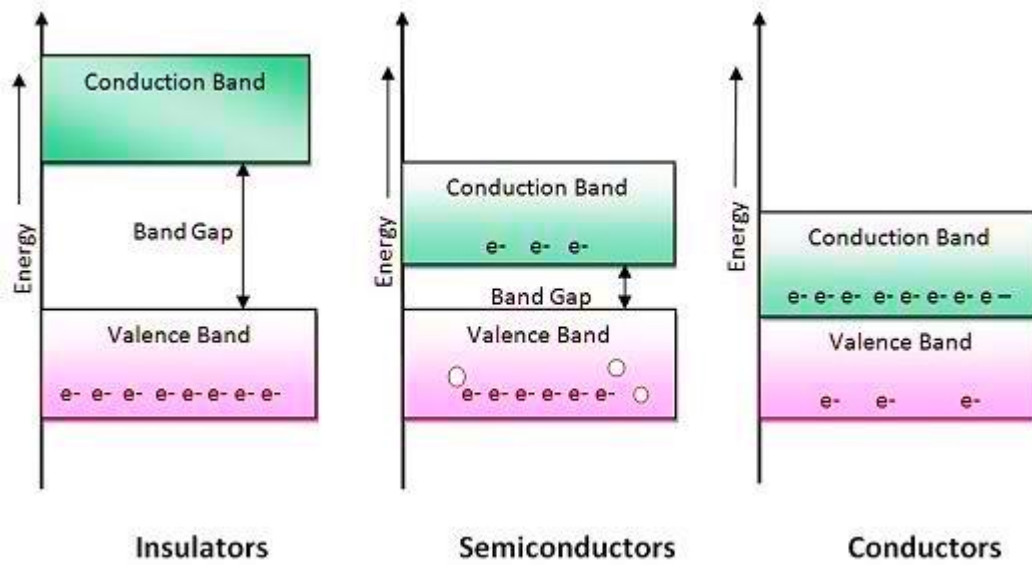 Conduction Band
Band Gap
Energy
Valence Band
e- e- e- e- e- e- e- e-
Insulators
Conduction Band
e- e- e-
Energy
Band Gap
Valence Band
e- e- e- e- e- e-
Semiconductors
Energy
Conduction Band
e- e- e- e- e- e- e- e –
Valence Band
e- e- e-
Conductors